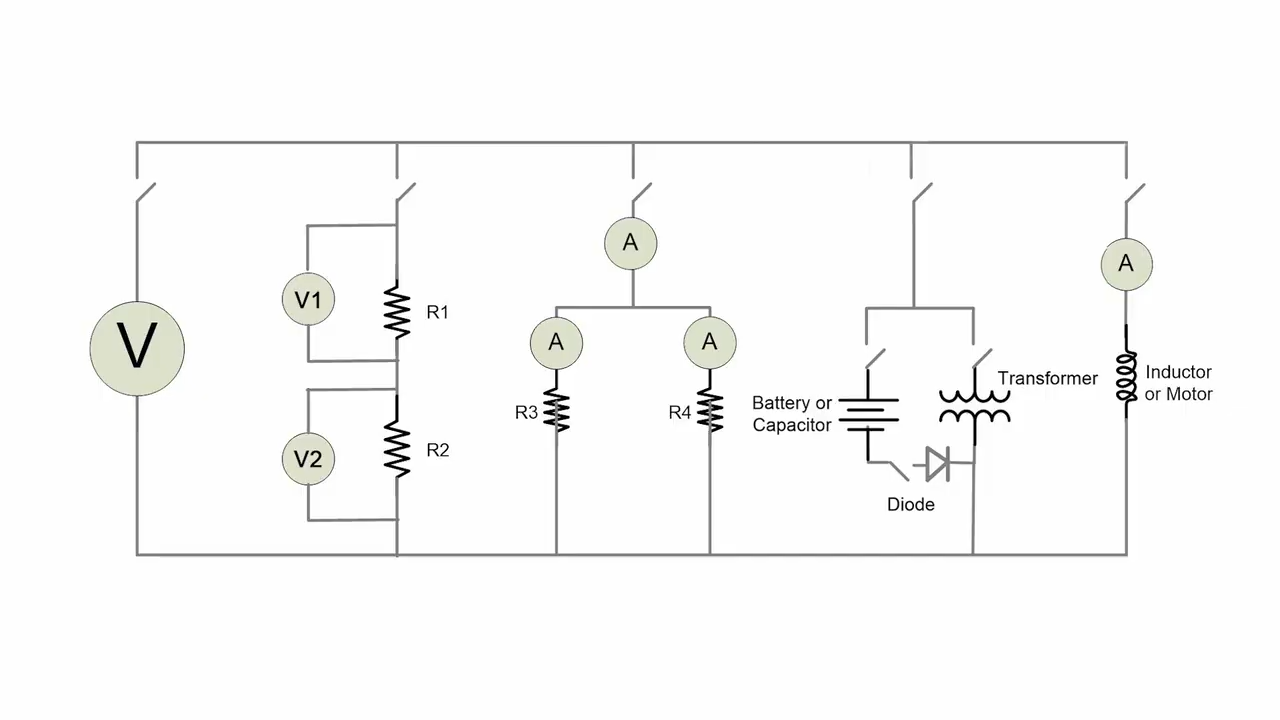 V
V1
R1
V2
R2
A
A
A
R3
R4
Battery or
Capacitor
Transformer
Diode
A
Inductor
or Motor